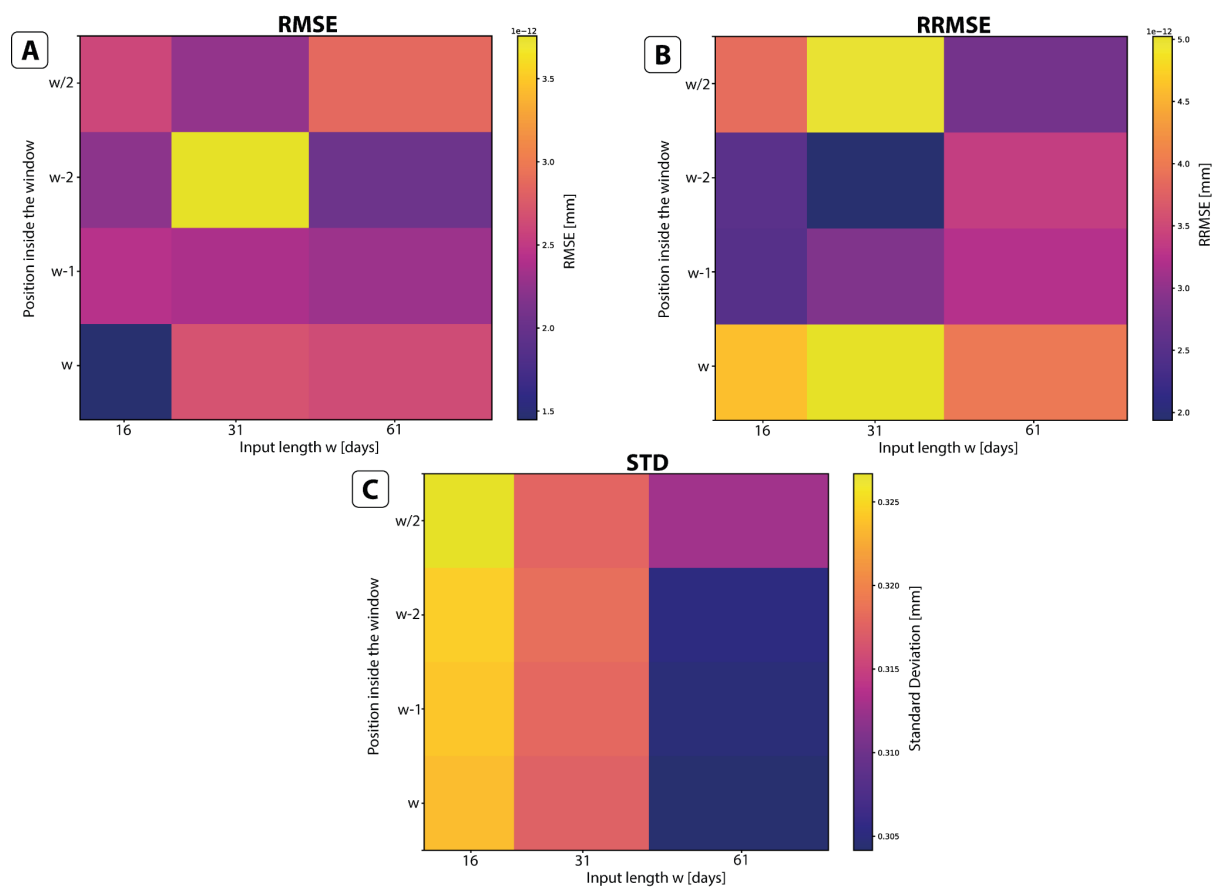 RMSE
A
1e−12
w/2
w-2
w-1
w
Position inside the window
16
31
61
Input length w [days]
3.5
3.0
2.5
2.0
1.5
RMSE [mm]
RRMSE
B
1e−12
w/2
w-2
w-1
w
Position inside the window
16
31
61
Input length w [days]
5.0
4.5
4.0
3.5
3.0
2.5
2.0
RRMSE [mm]
STD
C
w/2
w-2
w-1
w
Position inside the window
16
31
61
Input length w [days]
0.325
0.320
0.315
0.310
0.305
Standard Deviation [mm]